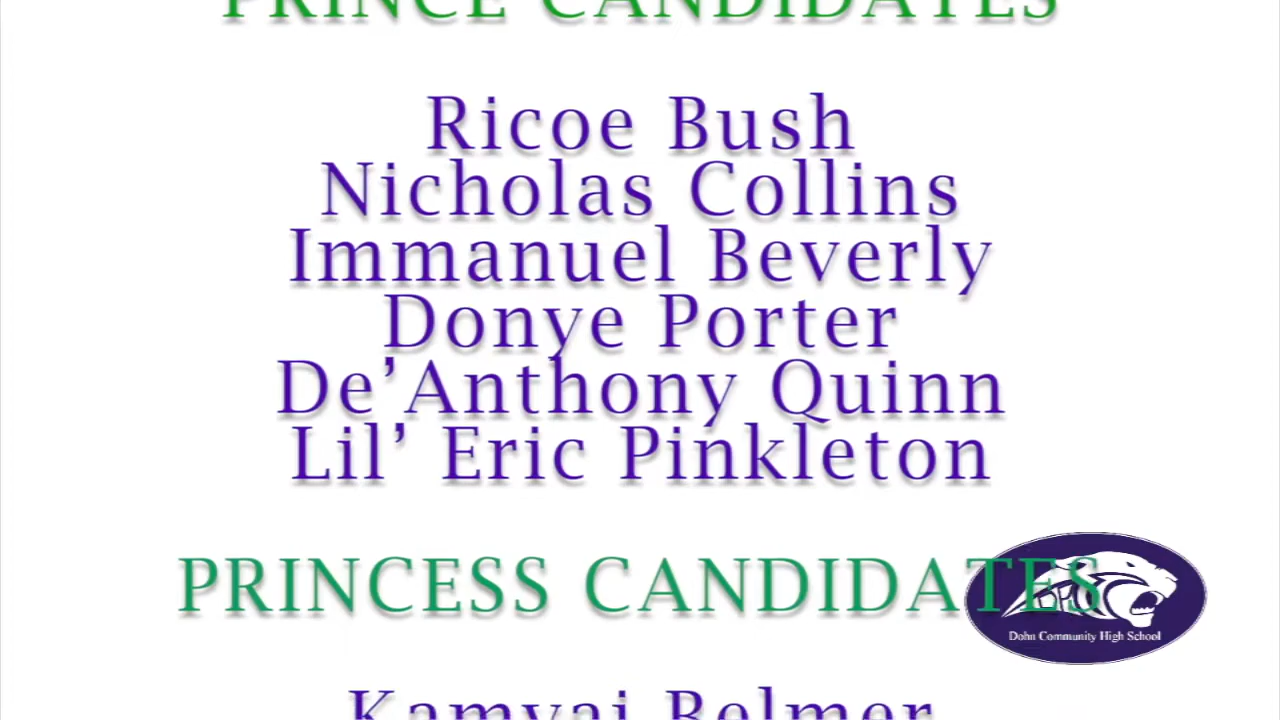 PRINCE CANDIDATES
Ricoe Bush
Nicholas Collins
Immanuel Beverly
Donye Porter
De’Anthony Quinn
Lil’ Eric Pinkleton
PRINCESS CANDIDATES
Dohn Community High School